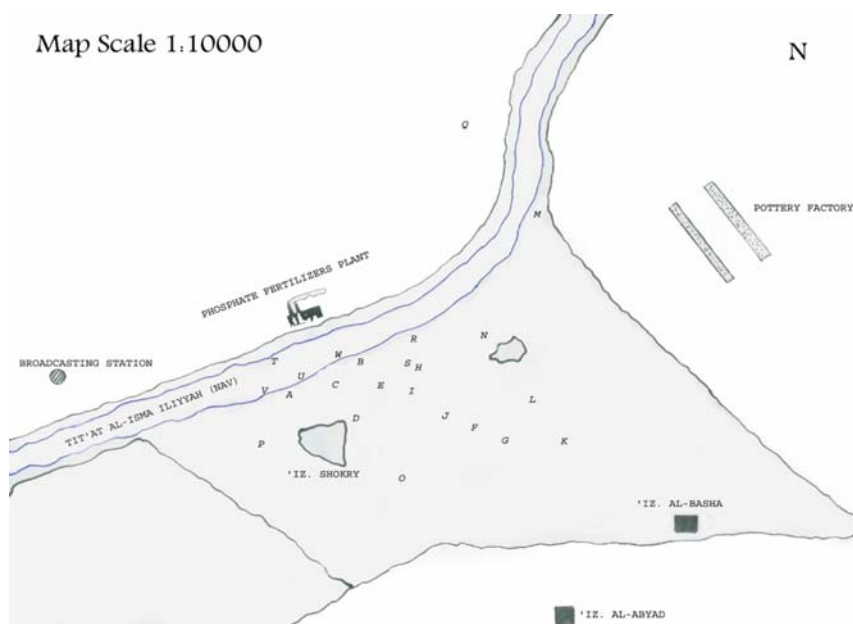 Map Scale 1:10000
N
Q
POTTERY FACTORY
M
PHOSPHATE FERTILIZERS PLANT
R
N
W
T
B
S
H
BROADCASTING STATION
U
C
E
V
A
I
L
TIT'AT AL-ISMA ILIYYAH (NAV)
D
J
F
P
G
K
'IZ. SHOKRY
O
'IZ. AL-BASHA
'IZ. AL-ABYAD